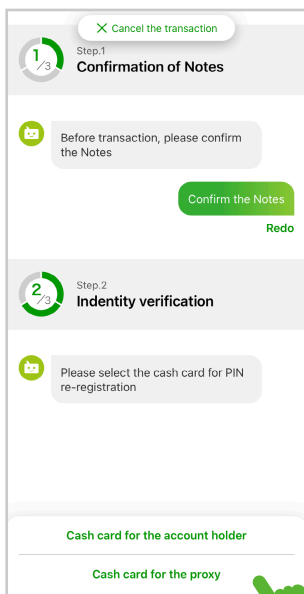 Cancel the transaction
1/3
Step.1
Confirmation of Notes
Before transaction, please confirm
the Notes
Confirm the Notes
Redo
2/3
Step.2
Indentity verification
Please select the cash card for PIN
re-registration
Cash card for the account holder
Cash card for the proxy